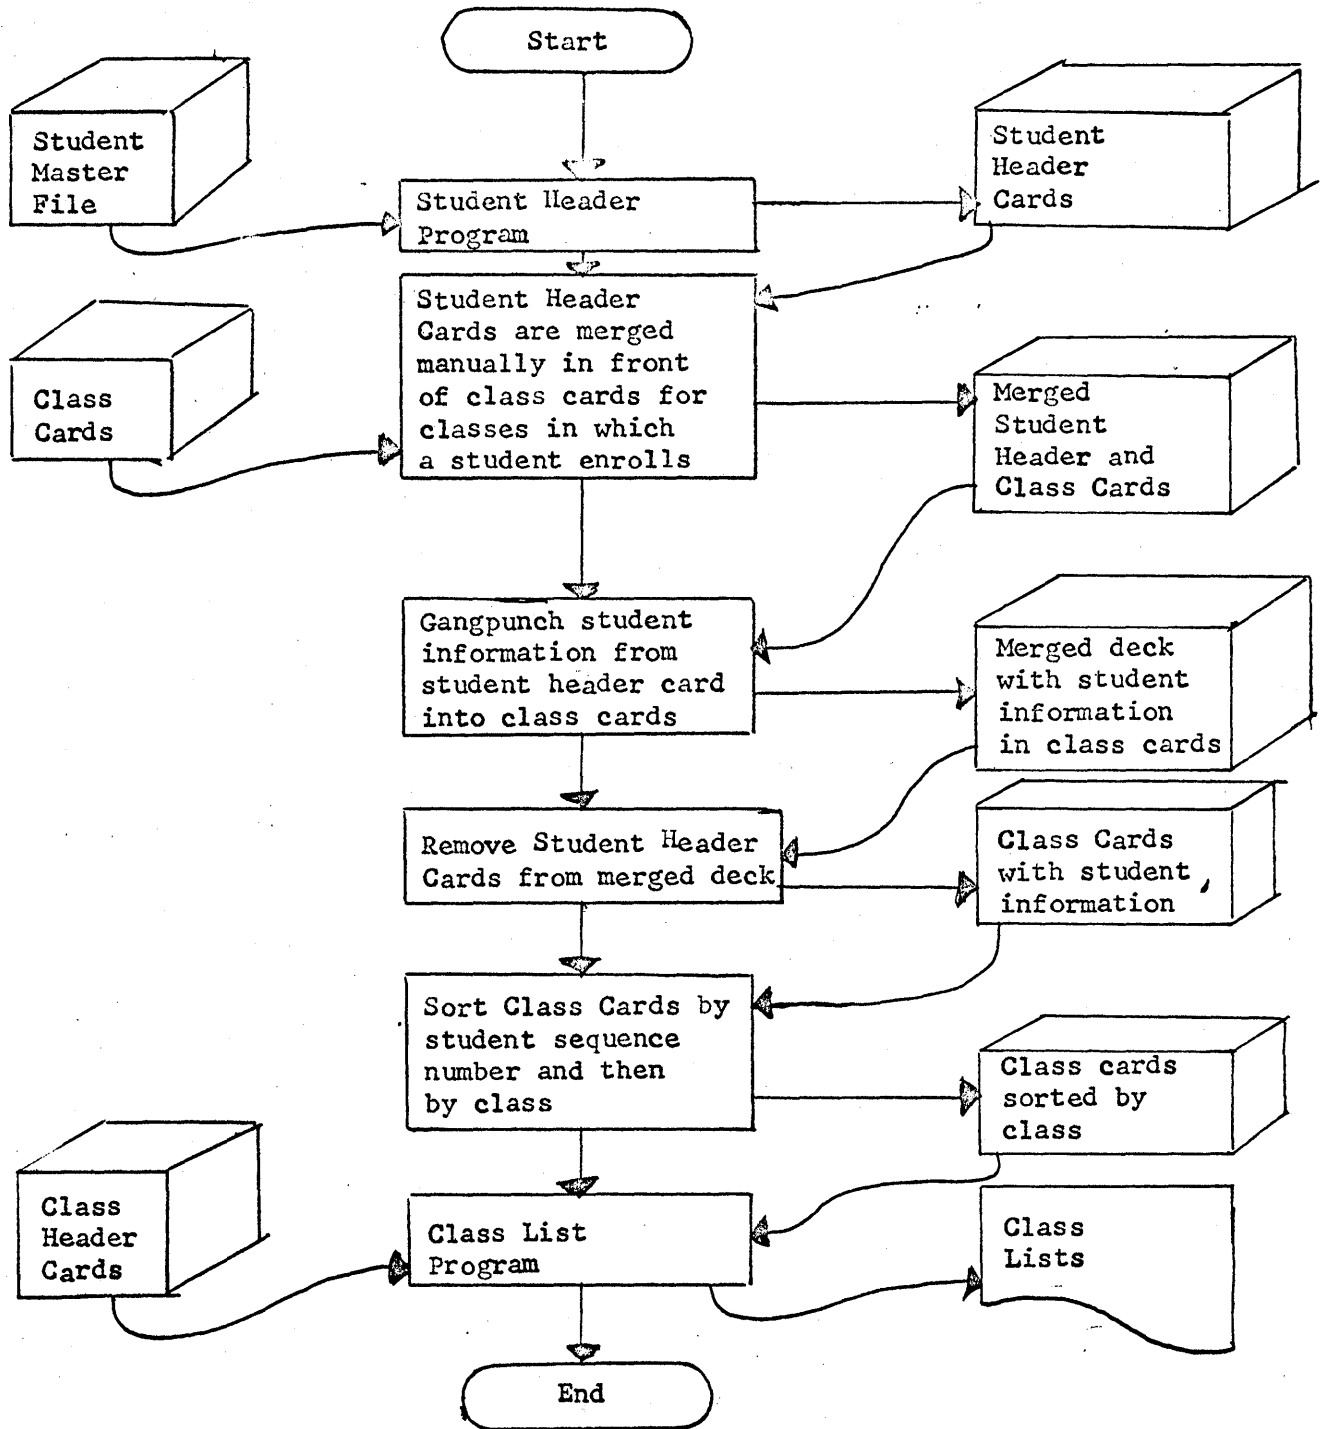 Start
Student
Master
File
Student Header
Program
Student
Header
Cards
Class
Cards
Student Header
Cards are merged
manually in front
of class cards for
classes in which
a student enrolls
Merged
Student
Header and
Class Cards
Gangpunch student
information from
student header card
into class cards
Merged deck
with student
information
in class cards
Remove Student Header
Cards from merged deck
Class Cards
with student
information
Sort Class Cards by
student sequence
number and then
by class
Class cards
sorted by
class
Class
Header
Cards
Class List
Program
Class
Lists
End